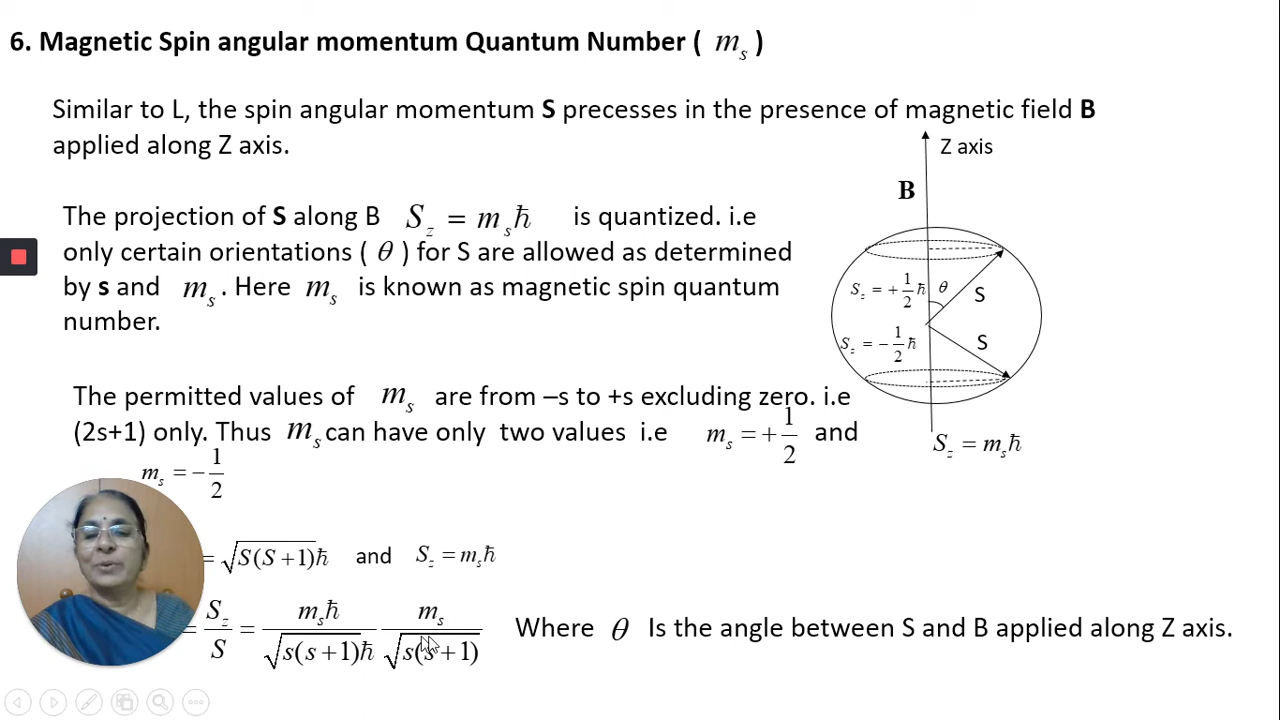 6. Magnetic Spin angular momentum Quantum Number ( m_s )
Similar to L, the spin angular momentum S precesses in the presence of magnetic field B
applied along Z axis.
Z axis
B
The projection of S along B S_z = m_s ħ is quantized. i.e
only certain orientations ( θ ) for S are allowed as determined
by s and m_s . Here m_s is known as magnetic spin quantum
number.
S_z = + 1/2 ħ θ S
S_z = − 1/2 ħ S
The permitted values of m_s are from –s to +s excluding zero. i.e
(2s+1) only. Thus m_s can have only two values i.e m_s = + 1/2 and
m_s = − 1/2
S_z = m_s ħ
= √S(S+1) ħ and S_z = m_s ħ
= S_z/S = m_s ħ/√s(s+1) ħ m_s/√s(s+1) Where θ Is the angle between S and B applied along Z axis.